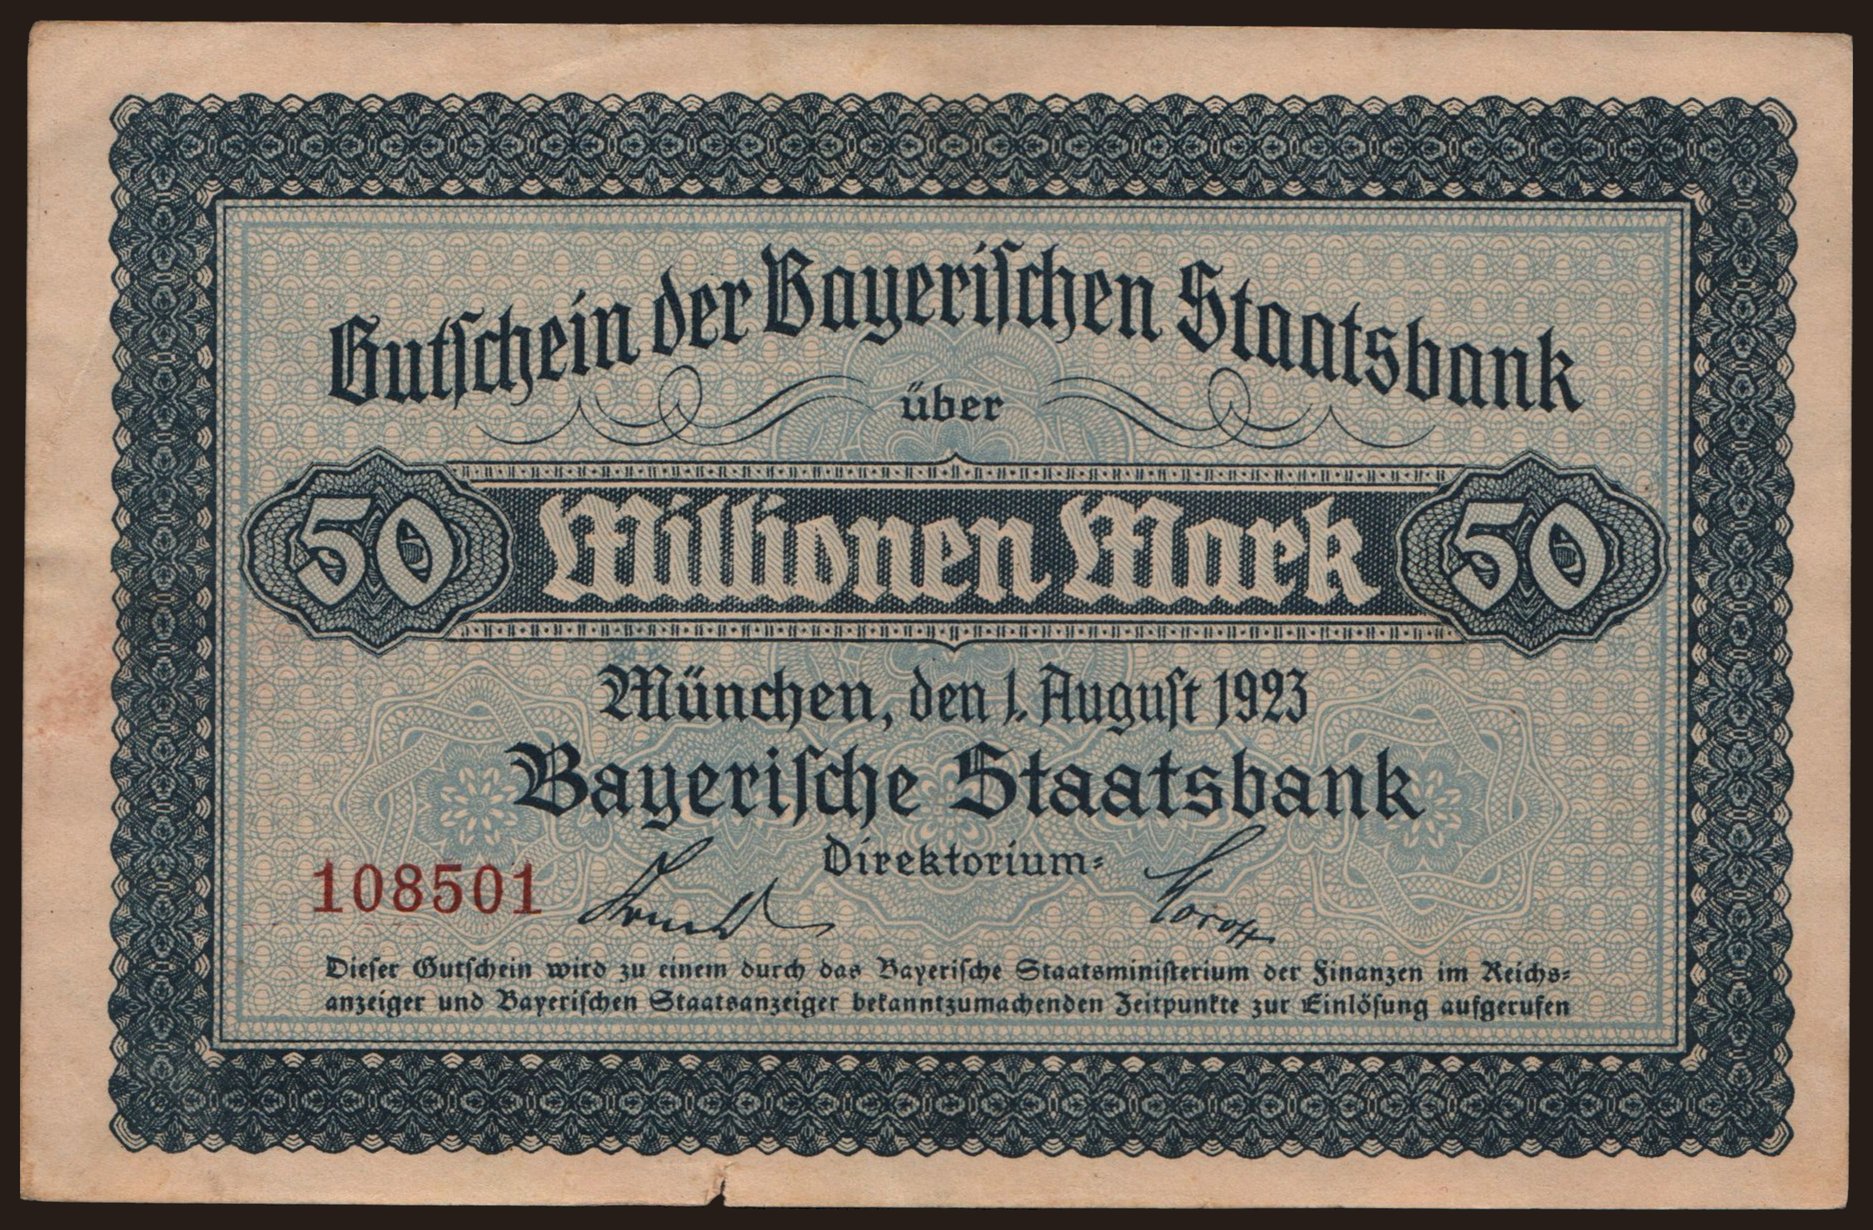 Gutſchein der Bayeriſchen Staatsbank
über
50 Millionen Mark 50
München, den 1. Auguſt 1923
Bayeriſche Staatsbank
Direktorium:
108501
Dieſer Gutſchein wird zu einem durch das Bayeriſche Staatsminiſterium der Finanzen im Reichs=
anzeiger und Bayeriſchen Staatsanzeiger bekanntzumachenden Zeitpunkte zur Einlöſung aufgerufen